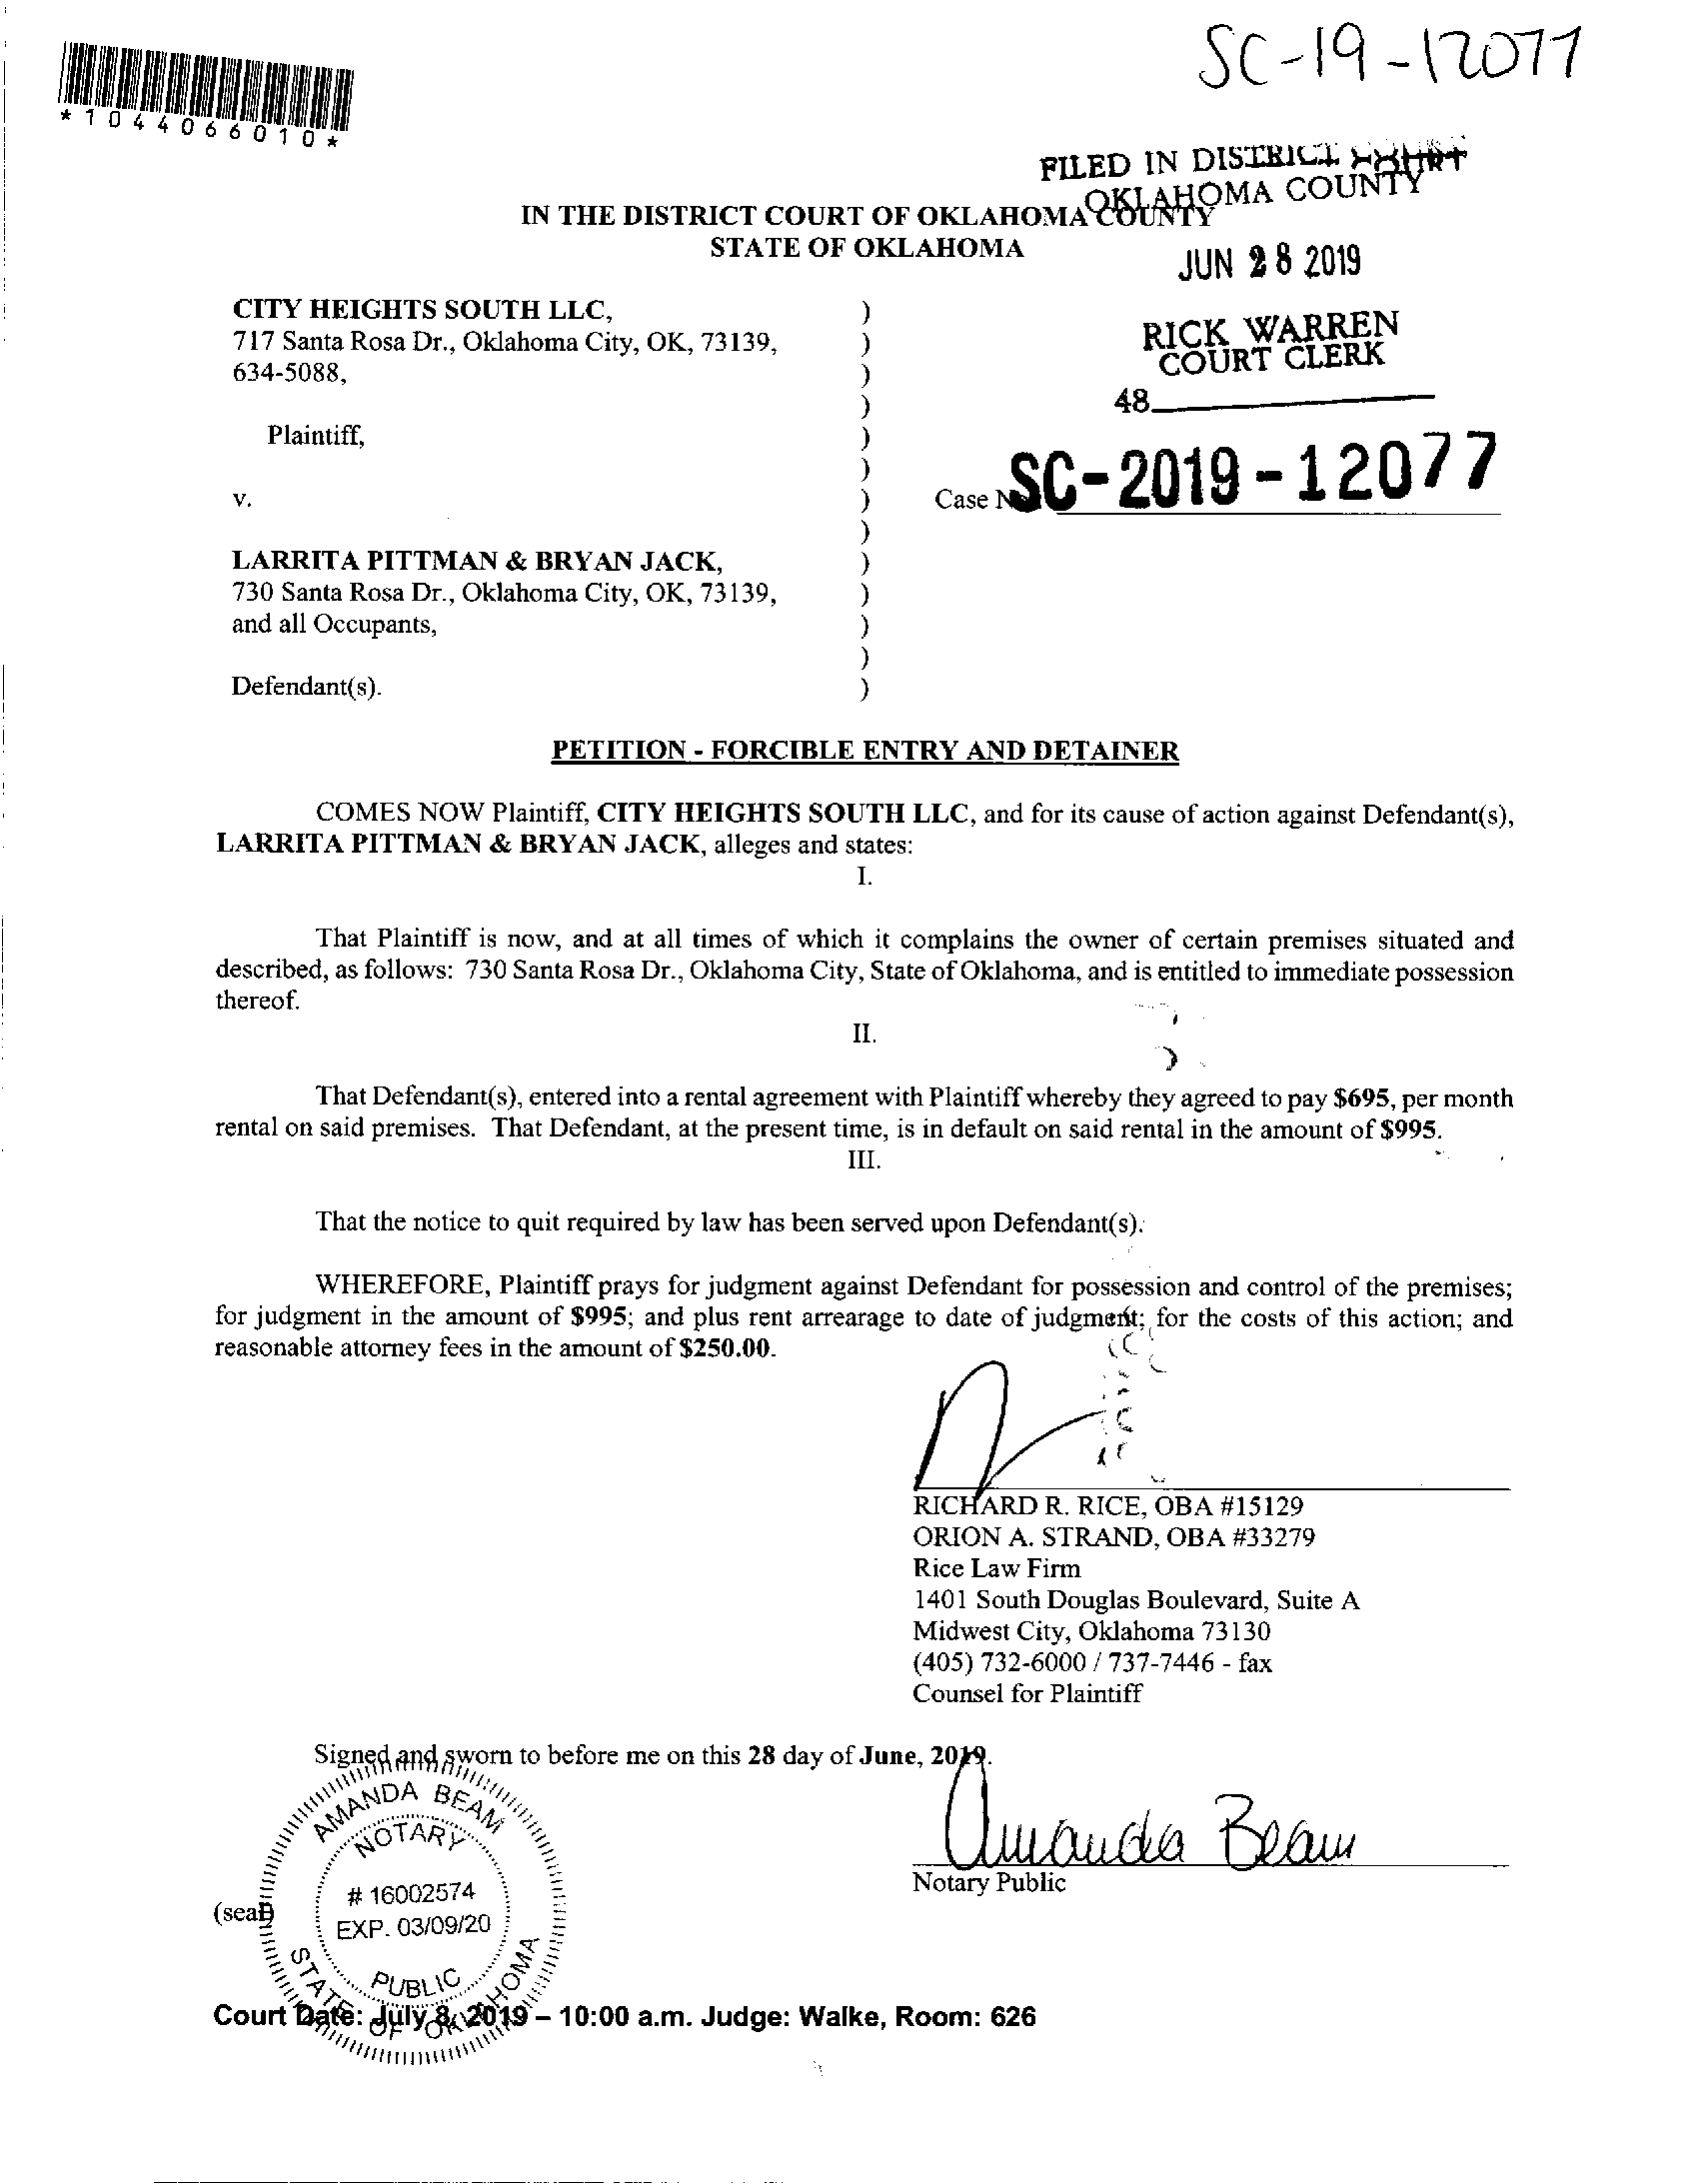 SC-19-12077
*1044066010*
FILED IN DISTRICT COURT
OKLAHOMA COUNTY
IN THE DISTRICT COURT OF OKLAHOMA COUNTY
STATE OF OKLAHOMA
JUN 28 2019
RICK WARREN
COURT CLERK
48
CITY HEIGHTS SOUTH LLC, )
717 Santa Rosa Dr., Oklahoma City, OK, 73139, )
634-5088, )
)
Plaintiff, )
)
v. ) Case No. SC-2019-12077
)
LARRITA PITTMAN & BRYAN JACK, )
730 Santa Rosa Dr., Oklahoma City, OK, 73139, )
and all Occupants, )
)
Defendant(s). )
PETITION - FORCIBLE ENTRY AND DETAINER
COMES NOW Plaintiff, CITY HEIGHTS SOUTH LLC, and for its cause of action against Defendant(s),
LARRITA PITTMAN & BRYAN JACK, alleges and states:
I.
That Plaintiff is now, and at all times of which it complains the owner of certain premises situated and
described, as follows: 730 Santa Rosa Dr., Oklahoma City, State of Oklahoma, and is entitled to immediate possession
thereof.
II.
That Defendant(s), entered into a rental agreement with Plaintiff whereby they agreed to pay $695, per month
rental on said premises. That Defendant, at the present time, is in default on said rental in the amount of $995.
III.
That the notice to quit required by law has been served upon Defendant(s).
WHEREFORE, Plaintiff prays for judgment against Defendant for possession and control of the premises;
for judgment in the amount of $995; and plus rent arrearage to date of judgment; for the costs of this action; and
reasonable attorney fees in the amount of $250.00.
RICHARD R. RICE, OBA #15129
ORION A. STRAND, OBA #33279
Rice Law Firm
1401 South Douglas Boulevard, Suite A
Midwest City, Oklahoma 73130
(405) 732-6000 / 737-7446 - fax
Counsel for Plaintiff
Signed and sworn to before me on this 28 day of June, 2019.
Amanda Beam
Notary Public
(seal)
AMANDA BEAM
NOTARY
# 16002574
EXP. 03/09/20
PUBLIC
STATE OF OKLAHOMA
Court Date: July 8, 2019 – 10:00 a.m. Judge: Walke, Room: 626